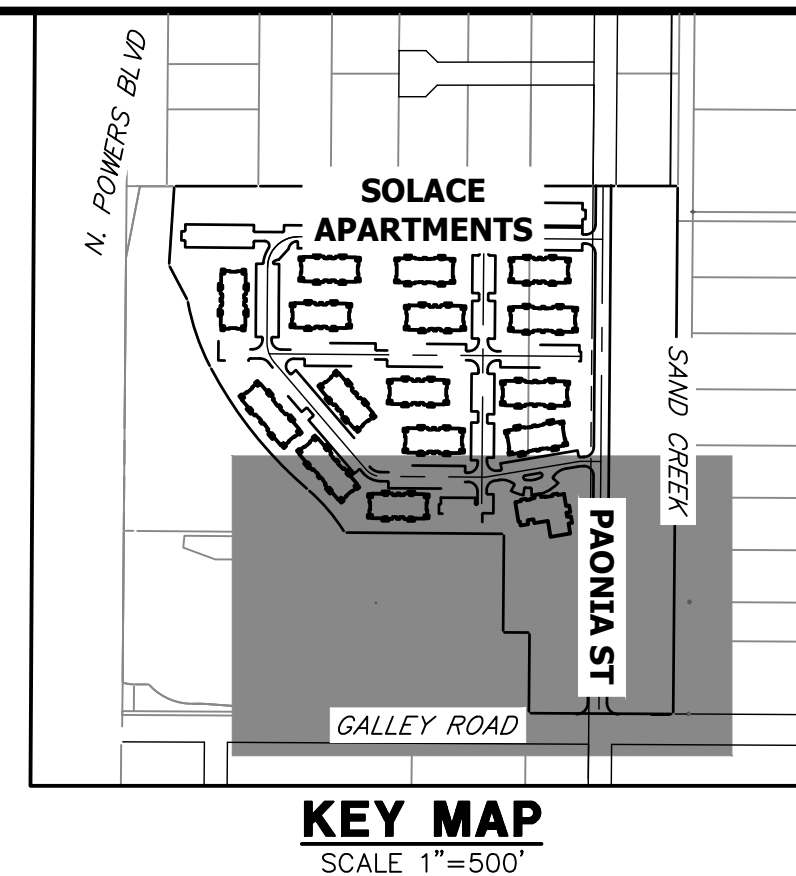 N. POWERS BLVD
SOLACE
APARTMENTS
SAND CREEK
PAONIA ST
GALLEY ROAD
KEY MAP
SCALE 1"=500'